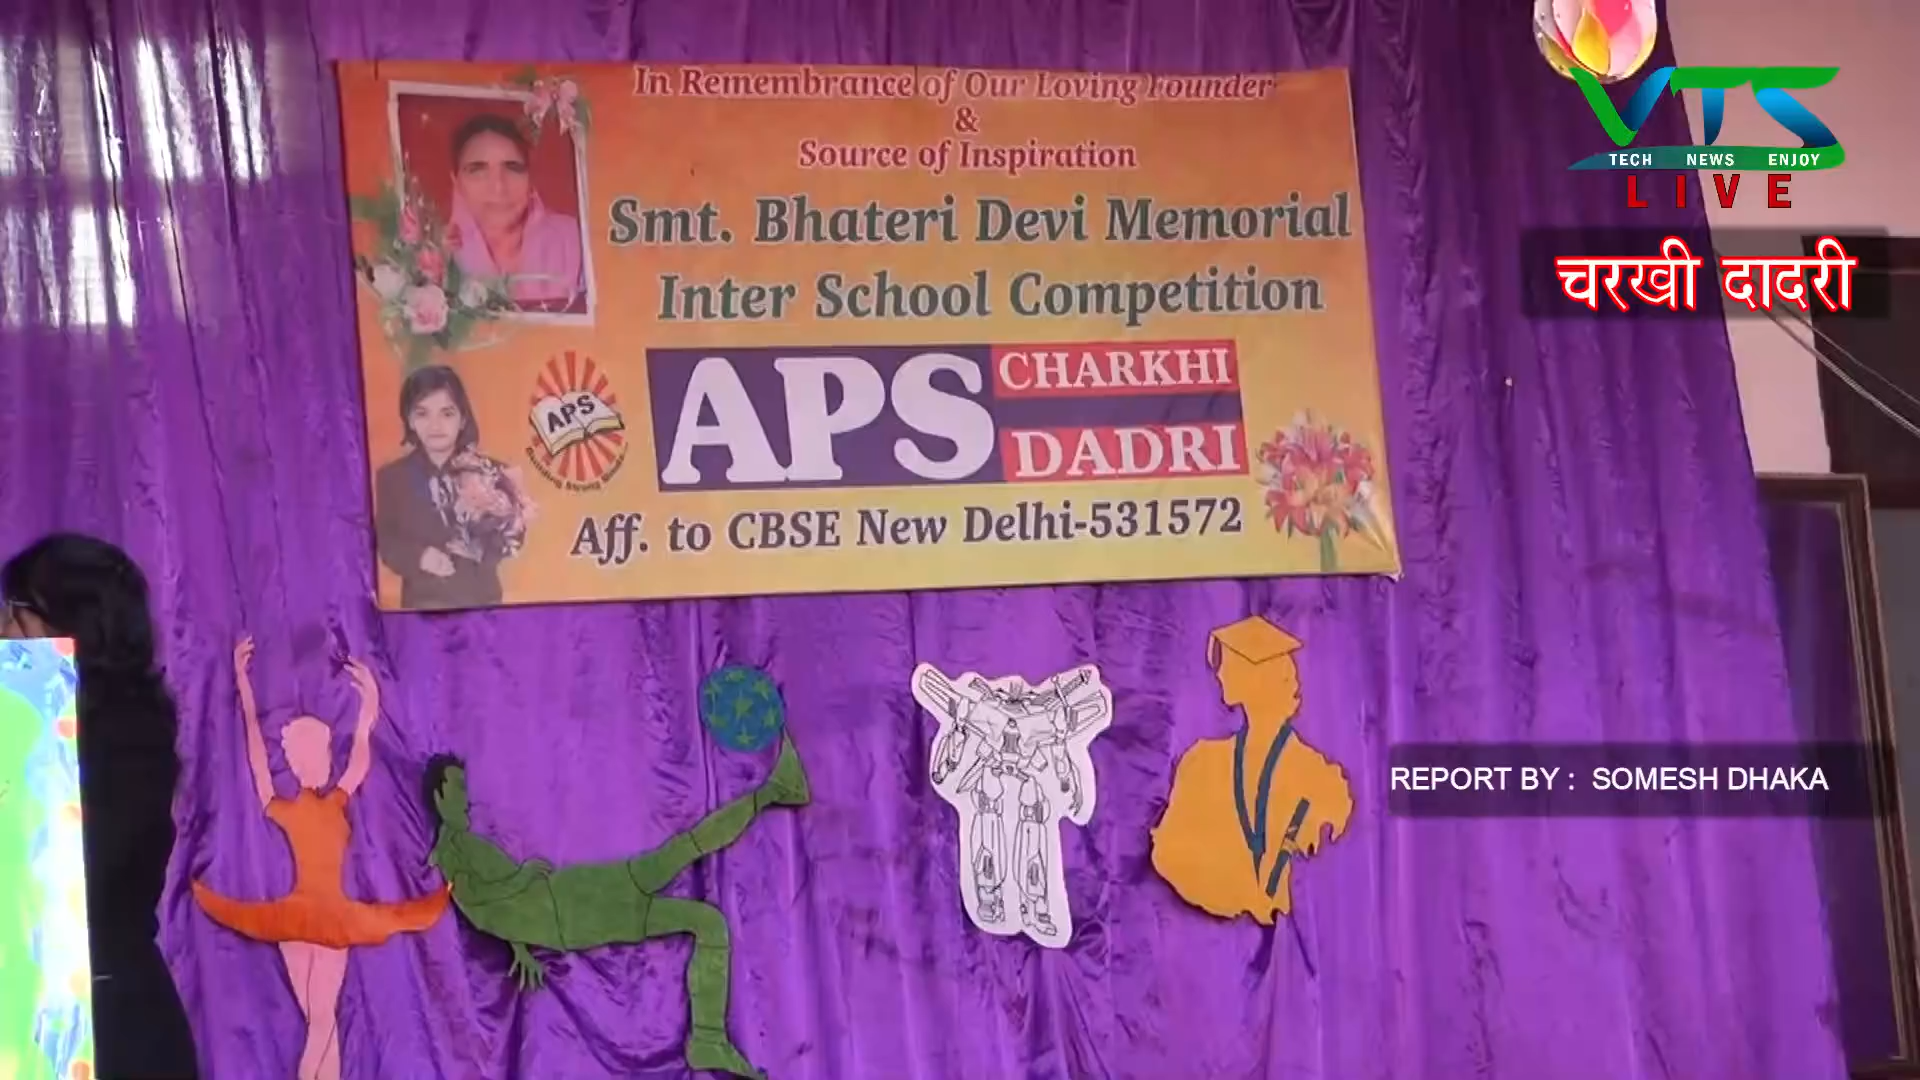 In Remembrance of Our Loving Founder
&
Source of Inspiration
Smt. Bhateri Devi Memorial
Inter School Competition
APS
CHARKHI
DADRI
APS
Aff. to CBSE New Delhi-531572
VTS
TECH NEWS ENJOY
LIVE
चरखी दादरी
REPORT BY : SOMESH DHAKA